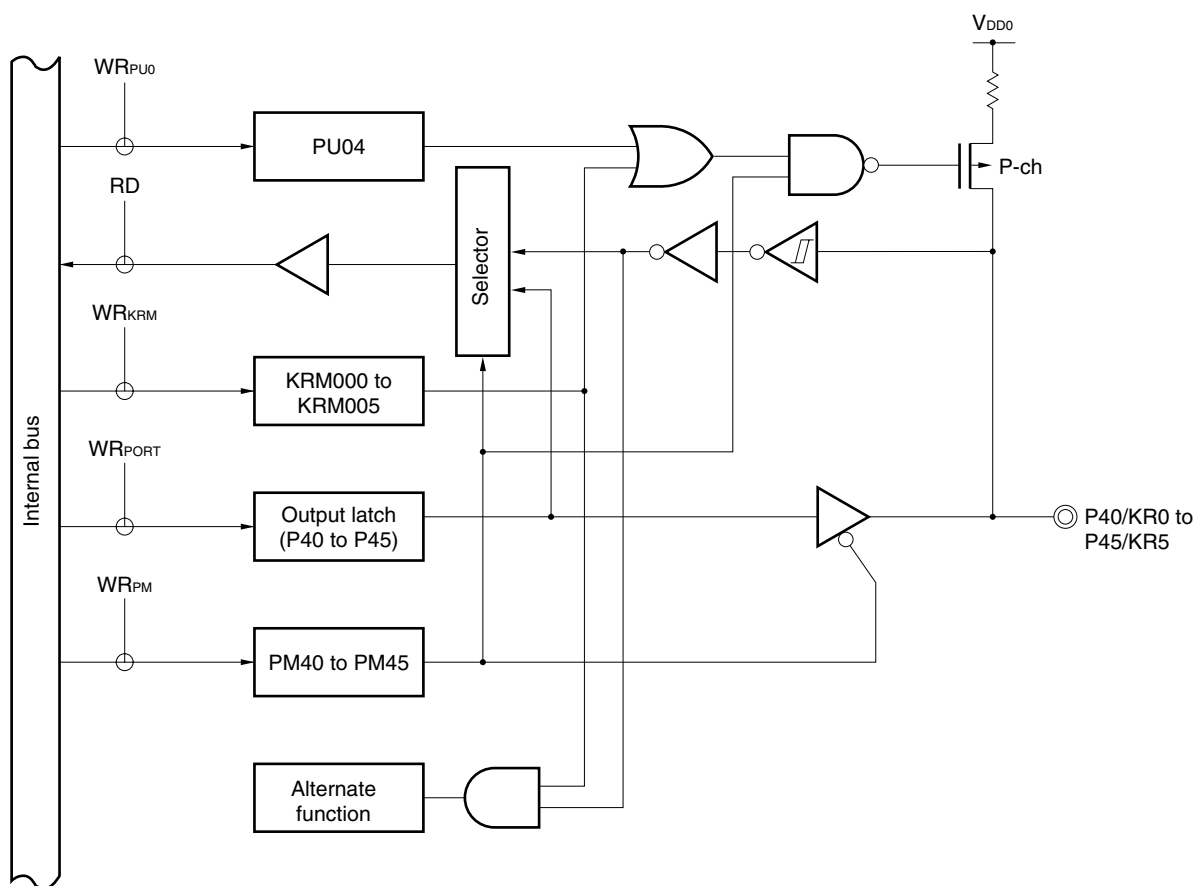 VDD0
WRPU0
PU04
P-ch
RD
Selector
WRKRM
KRM000 to
KRM005
Internal bus
WRPORT
Output latch
(P40 to P45)
P40/KR0 to
P45/KR5
WRPM
PM40 to PM45
Alternate
function